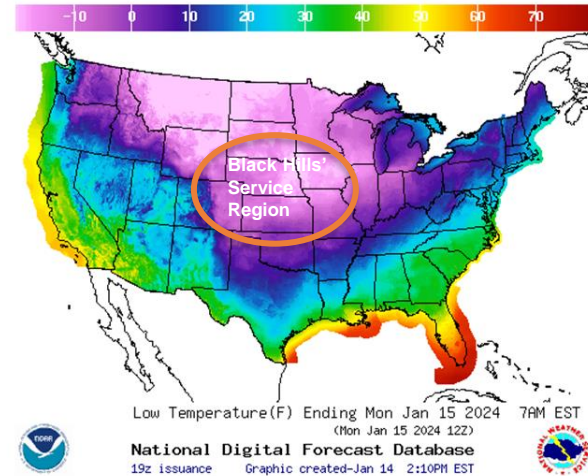 -10 0 10 20 30 40 50 60 70
Black Hills’
Service
Region
Low Temperature(F) Ending Mon Jan 15 2024 7AM EST
(Mon Jan 15 2024 12Z)
National Digital Forecast Database
19z issuance Graphic created-Jan 14 2:10PM EST
NOAA